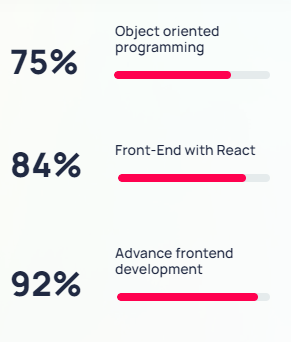 Object oriented
programming
75%
Front-End with React
84%
Advance frontend
development
92%